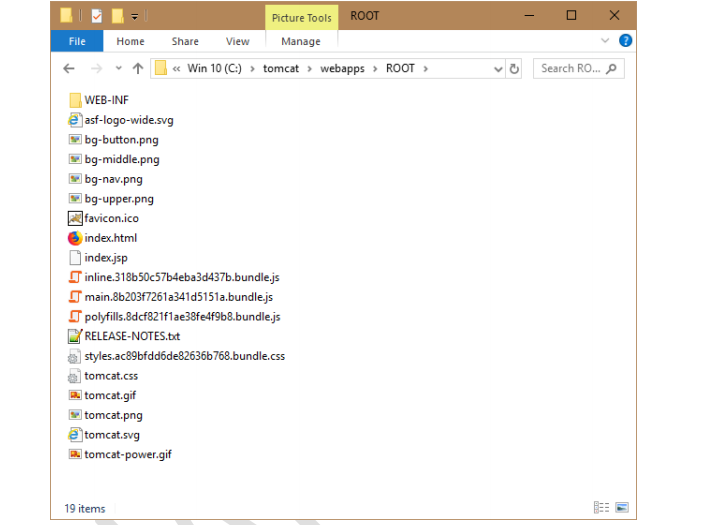 Picture Tools ROOT
File Home Share View Manage
« Win 10 (C:) › tomcat › webapps › ROOT › Search RO...
WEB-INF
asf-logo-wide.svg
bg-button.png
bg-middle.png
bg-nav.png
bg-upper.png
favicon.ico
index.html
index.jsp
inline.318b50c57b4eba3d437b.bundle.js
main.8b203f7261a341d5151a.bundle.js
polyfills.8dcf821f1ae38fe4f9b8.bundle.js
RELEASE-NOTES.txt
styles.ac89bfdd6de82636b768.bundle.css
tomcat.css
tomcat.gif
tomcat.png
tomcat.svg
tomcat-power.gif
19 items